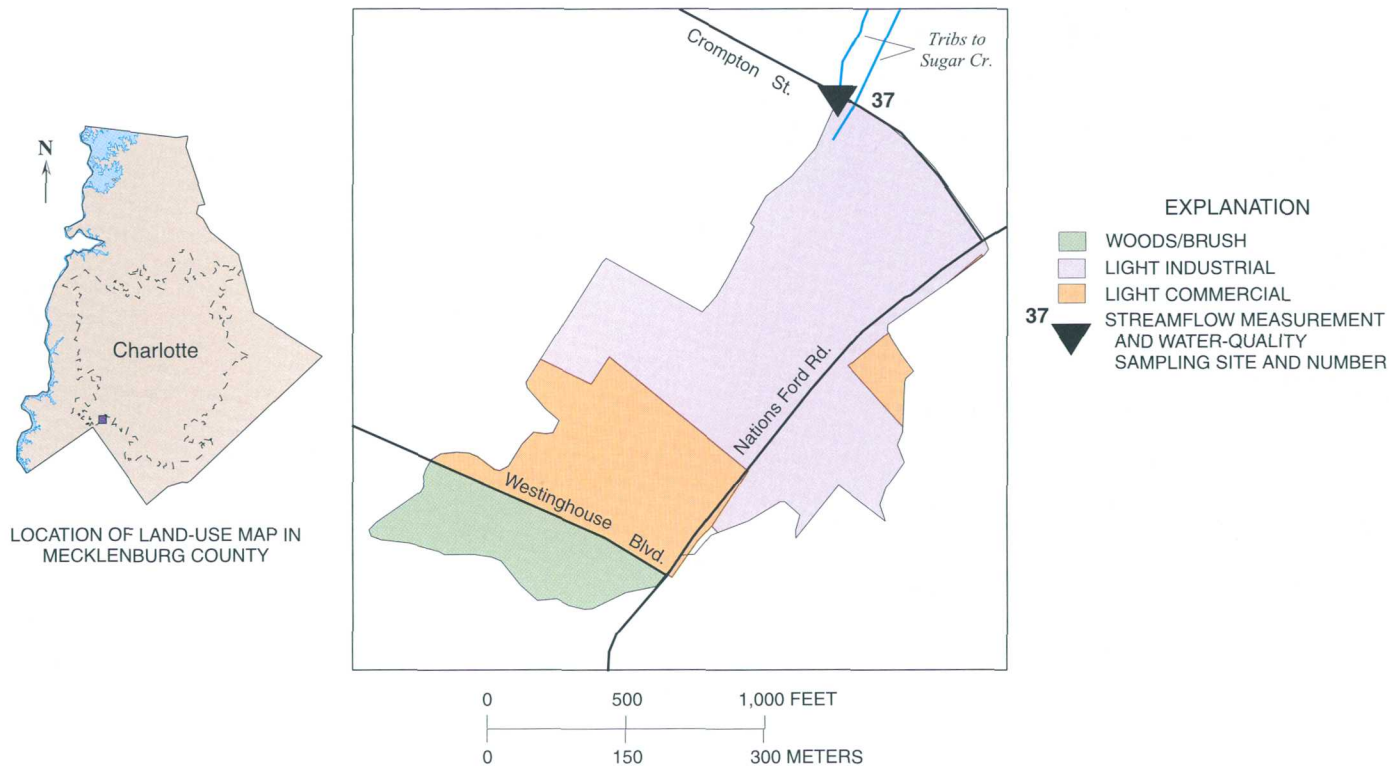 N
Charlotte
LOCATION OF LAND-USE MAP IN
MECKLENBURG COUNTY
Crompton St.
Tribs to
Sugar Cr.
37
Nations Ford Rd.
Westinghouse Blvd.
0 500 1,000 FEET
0 150 300 METERS
EXPLANATION
WOODS/BRUSH
LIGHT INDUSTRIAL
LIGHT COMMERCIAL
37 STREAMFLOW MEASUREMENT
AND WATER-QUALITY
SAMPLING SITE AND NUMBER